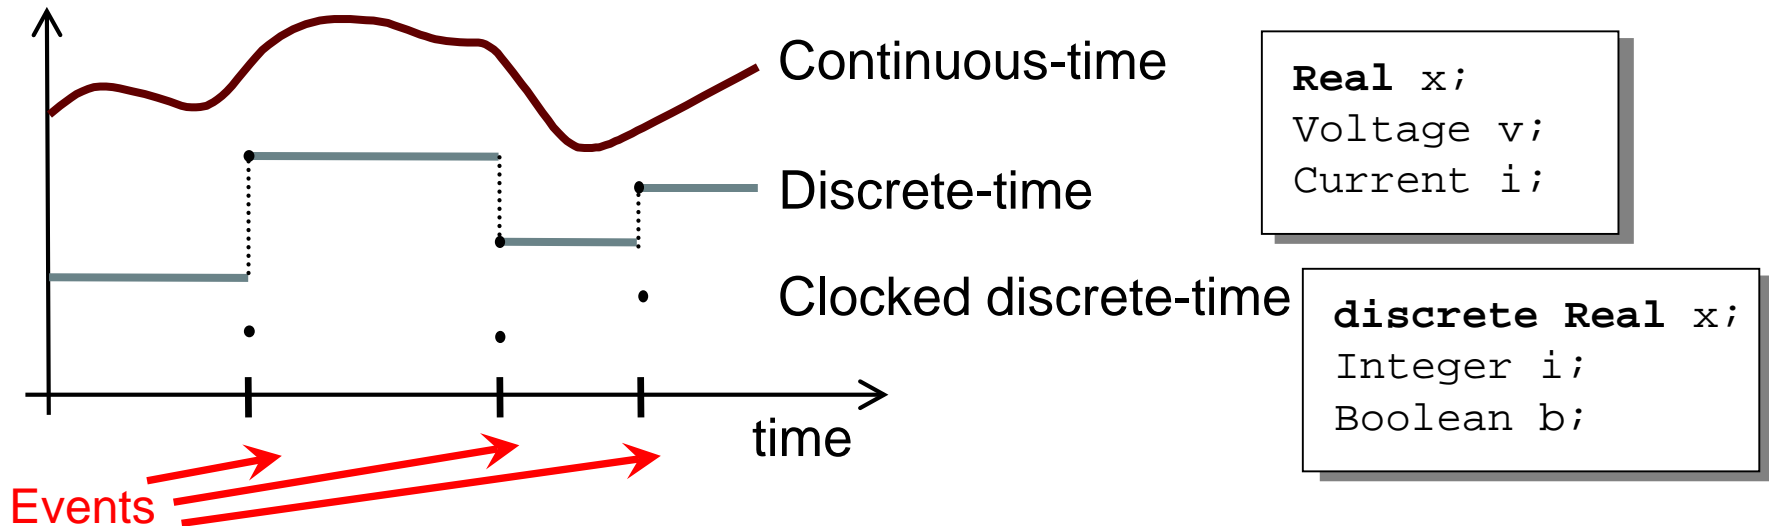 Continuous-time
Discrete-time
Clocked discrete-time
time
Events
Real x;
Voltage v;
Current i;
discrete Real x;
Integer i;
Boolean b;